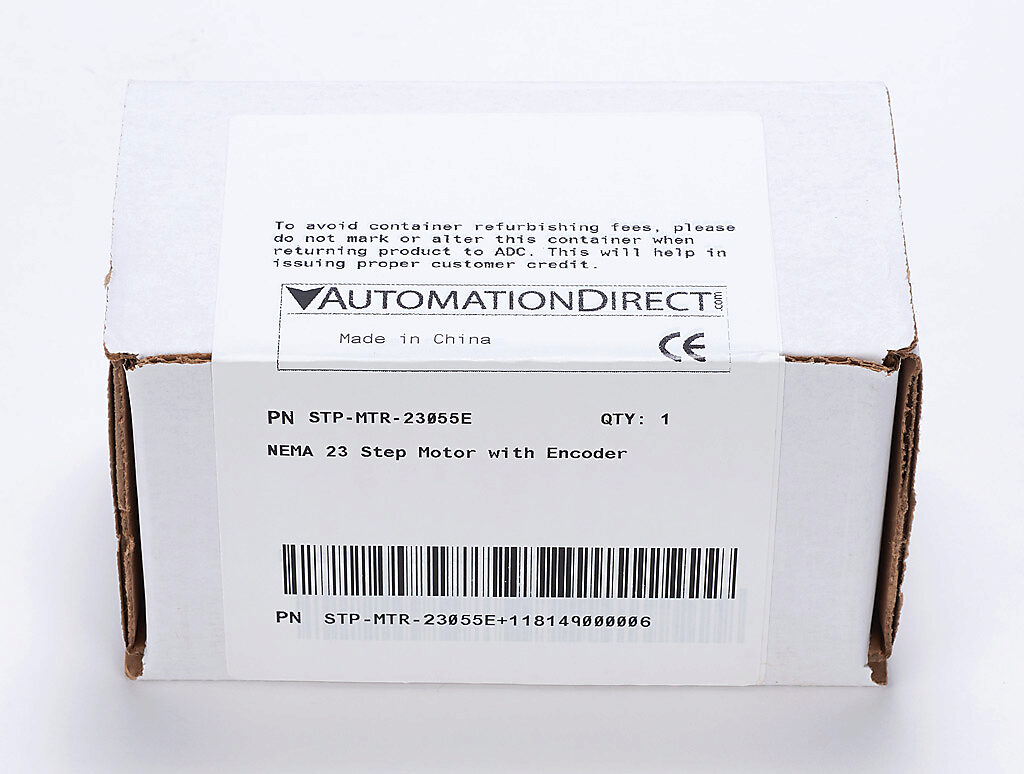 To avoid container refurbishing fees, please
do not mark or alter this container when
returning product to ADC. This will help in
issuing proper customer credit.
AUTOMATIONDIRECT.com
Made in China
CE
PN STP-MTR-23055E QTY: 1
NEMA 23 Step Motor with Encoder
PN STP-MTR-23055E+118149000006